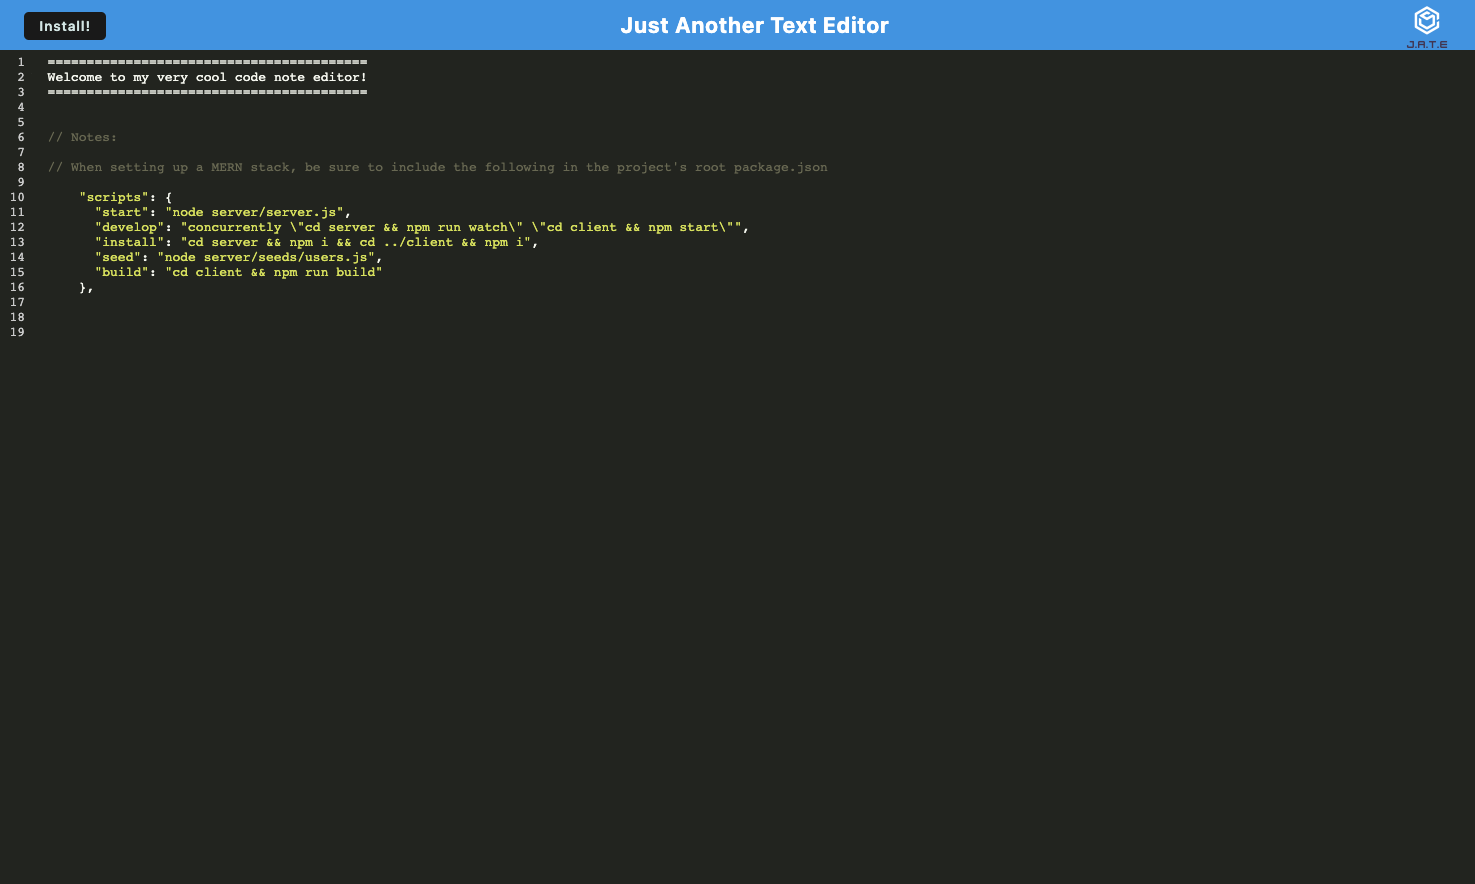 Install!
Just Another Text Editor
J.A.T.E
1 =========================================
2 Welcome to my very cool code note editor!
3 =========================================
4
5
6 // Notes:
7
8 // When setting up a MERN stack, be sure to include the following in the project's root package.json
9
10     "scripts": {
11       "start": "node server/server.js",
12       "develop": "concurrently \"cd server && npm run watch\" \"cd client && npm start\"",
13       "install": "cd server && npm i && cd ../client && npm i",
14       "seed": "node server/seeds/users.js",
15       "build": "cd client && npm run build"
16     },
17
18
19